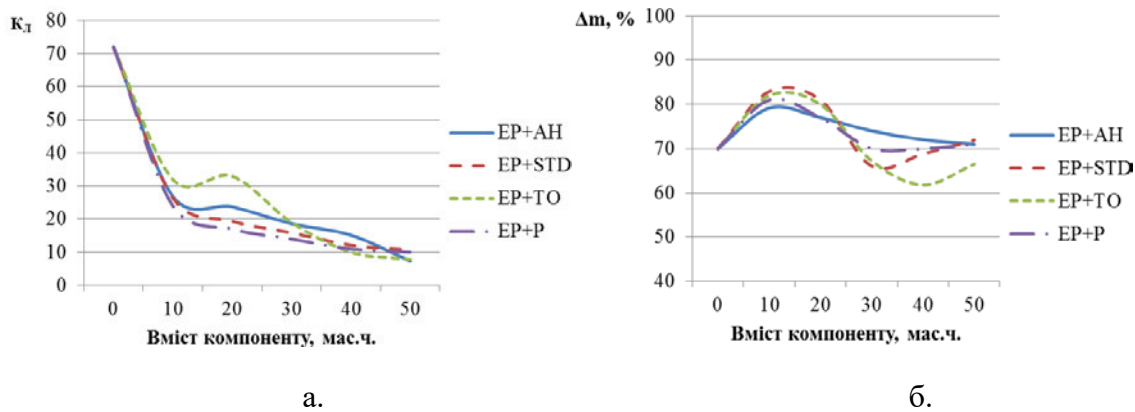 Kл
80
70
60
50
40
30
20
10
0
0 10 20 30 40 50
Вміст компоненту, мас.ч.
EP+AH
EP+STD
EP+TO
EP+P
а.
Δm, %
100
90
80
70
60
50
40
0 10 20 30 40 50
Вміст компоненту, мас.ч.
EP+AH
EP+STD
EP+TO
EP+P
б.